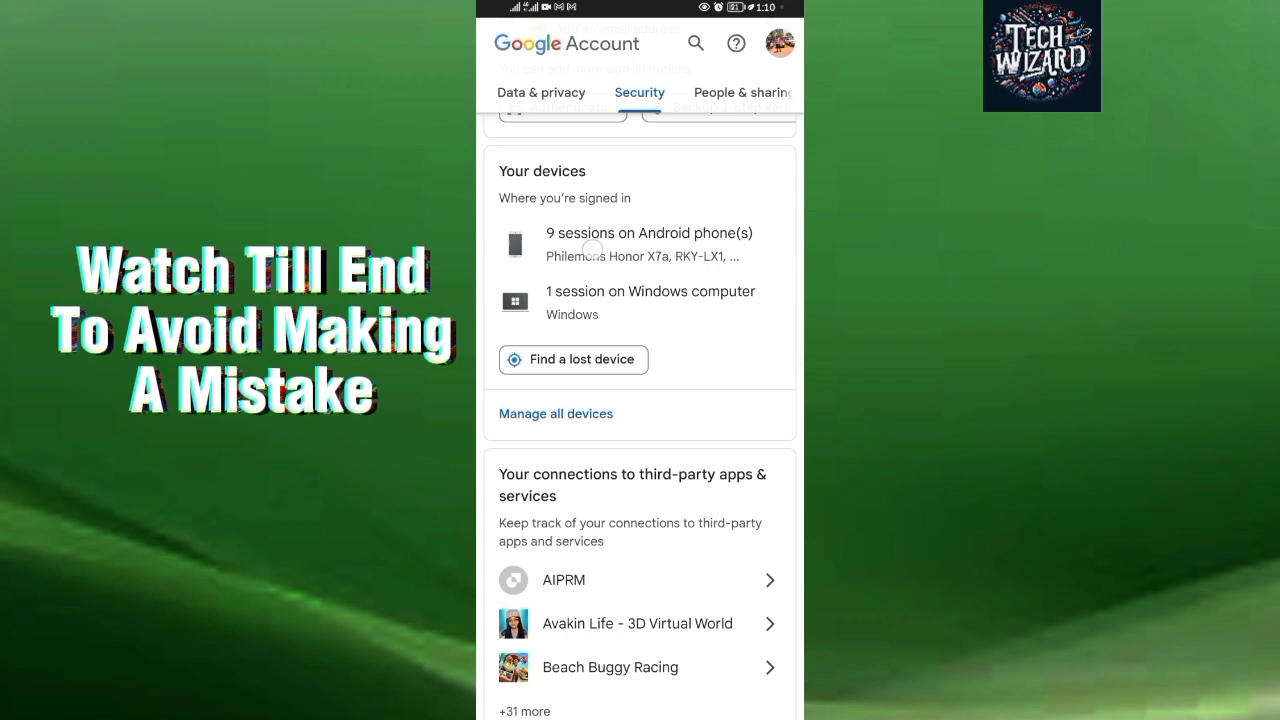 1:10
Google Account
Data & privacy
Security
People & sharing
Your devices
Where you're signed in
9 sessions on Android phone(s)
Philemons Honor X7a, RKY-LX1, ...
1 session on Windows computer
Windows
Find a lost device
Manage all devices
Your connections to third-party apps &
services
Keep track of your connections to third-party
apps and services
AIPRM
Avakin Life - 3D Virtual World
Beach Buggy Racing
+31 more
Watch Till End
To Avoid Making
A Mistake
TECH
WIZARD